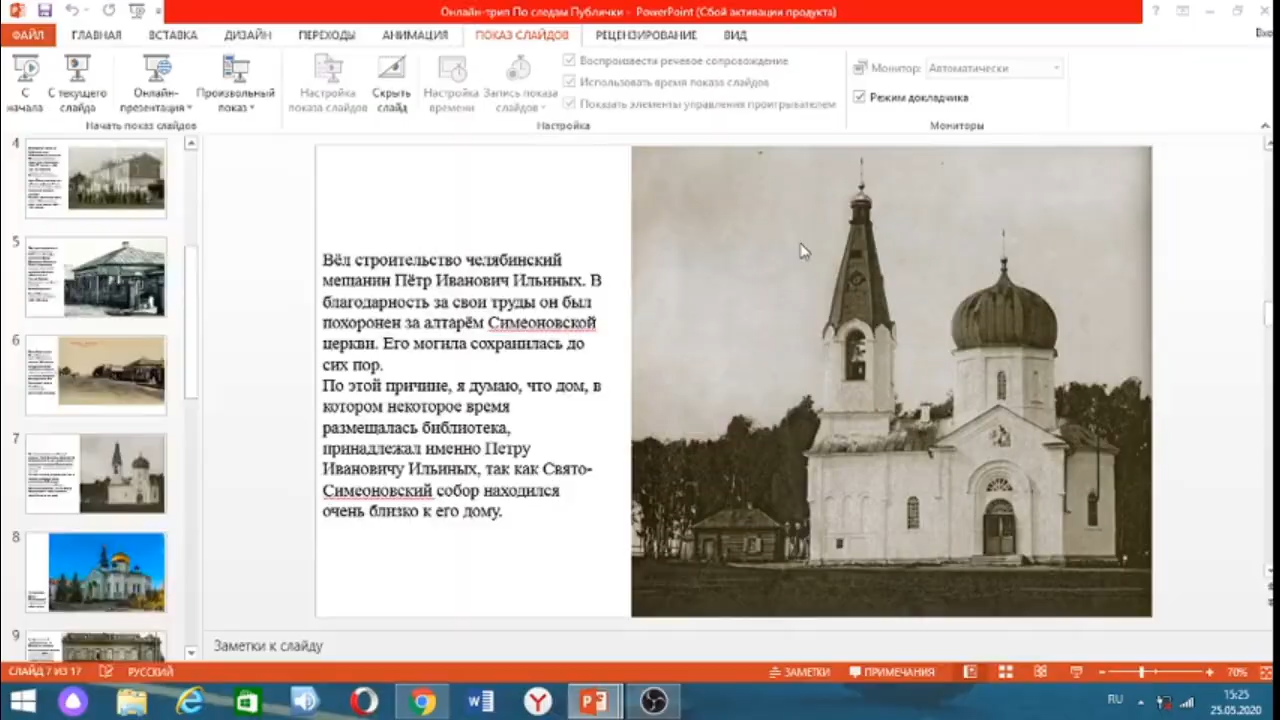 Онлайн-трип По следам Публички - PowerPoint (Сбой активации продукта)
ФАЙЛ ГЛАВНАЯ ВСТАВКА ДИЗАЙН ПЕРЕХОДЫ АНИМАЦИЯ ПОКАЗ СЛАЙДОВ РЕЦЕНЗИРОВАНИЕ ВИД
С начала
С текущего слайда
Онлайн-презентация
Произвольный показ
Начать показ слайдов
Настройка показа слайдов
Скрыть слайд
Настройка времени
Запись показа слайдов
Воспроизвести речевое сопровождение
Использовать время показа слайдов
Показать элементы управления проигрывателем
Настройка
Монитор: Автоматически
Режим докладчика
Мониторы
4
5
6
7
8
9
Вёл строительство челябинский
мещанин Пётр Иванович Ильиных. В
благодарность за свои труды он был
похоронен за алтарём Симеоновской
церкви. Его могила сохранилась до
сих пор.
По этой причине, я думаю, что дом, в
котором некоторое время
размещалась библиотека,
принадлежал именно Петру
Ивановичу Ильиных, так как Свято-
Симеоновский собор находился
очень близко к его дому.
Заметки к слайду
СЛАЙД 7 ИЗ 17 РУССКИЙ ЗАМЕТКИ ПРИМЕЧАНИЯ 70%
RU 15:25
25.05.2020